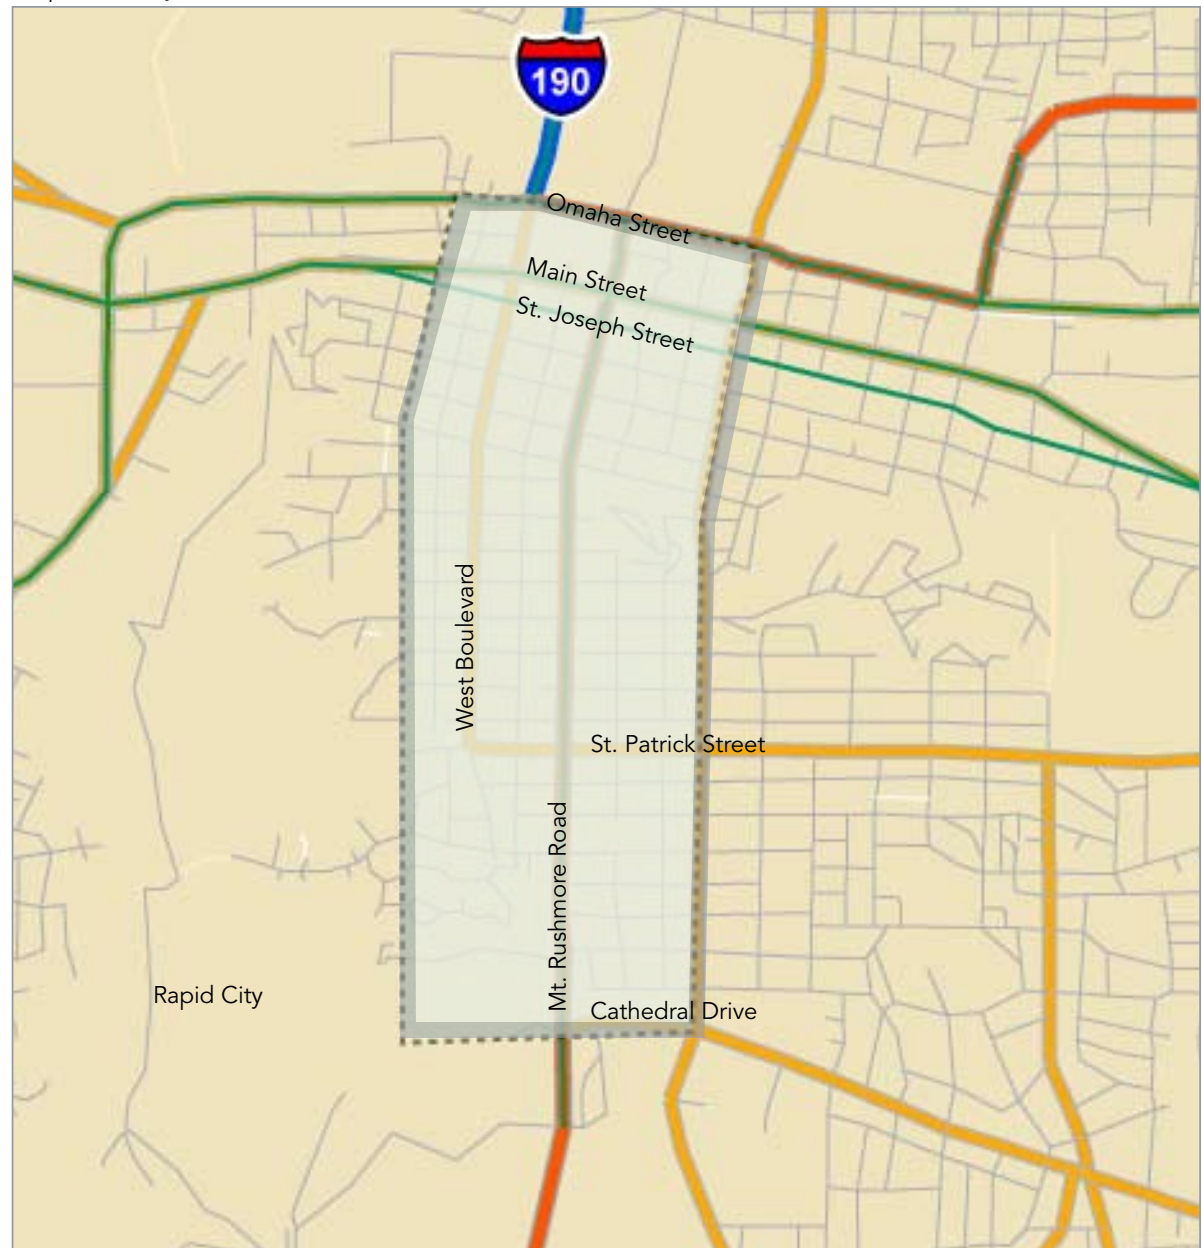 190
Omaha Street
Main Street
St. Joseph Street
West Boulevard
St. Patrick Street
Mt. Rushmore Road
Rapid City
Cathedral Drive